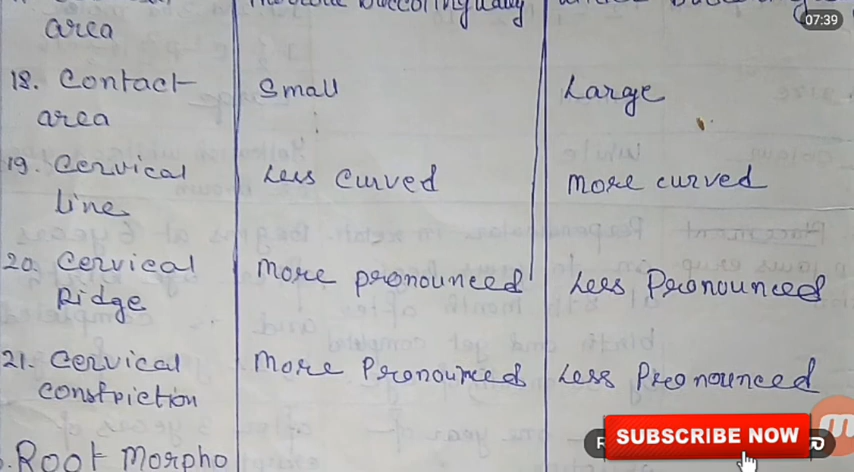 area
07:39
18. Contact Small Large
area
19. Cervical Less Curved More curved
line
20. Cervical More pronounced Less Pronounced
Ridge
21. Cervical More Pronounced Less Pronounced
constriction
SUBSCRIBE NOW
Root Morpho